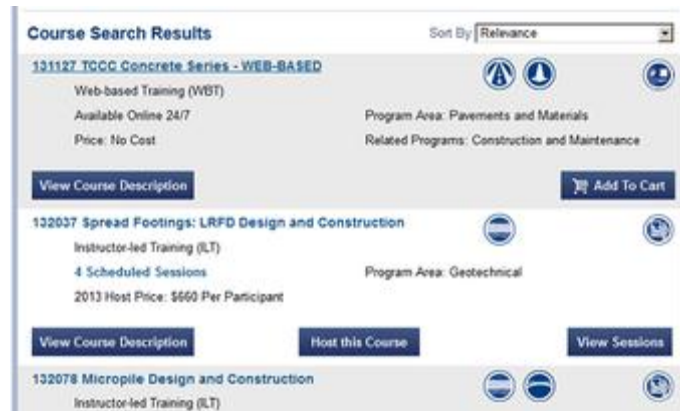 Course Search Results
Sort By Relevance
131127 TCCC Concrete Series - WEB-BASED
Web-based Training (WBT)
Available Online 24/7
Program Area: Pavements and Materials
Price: No Cost
Related Programs: Construction and Maintenance
View Course Description
Add To Cart
132037 Spread Footings: LRFD Design and Construction
Instructor-led Training (ILT)
4 Scheduled Sessions
Program Area: Geotechnical
2013 Host Price: $660 Per Participant
View Course Description
Host this Course
View Sessions
132078 Micropile Design and Construction
Instructor-led Training (ILT)